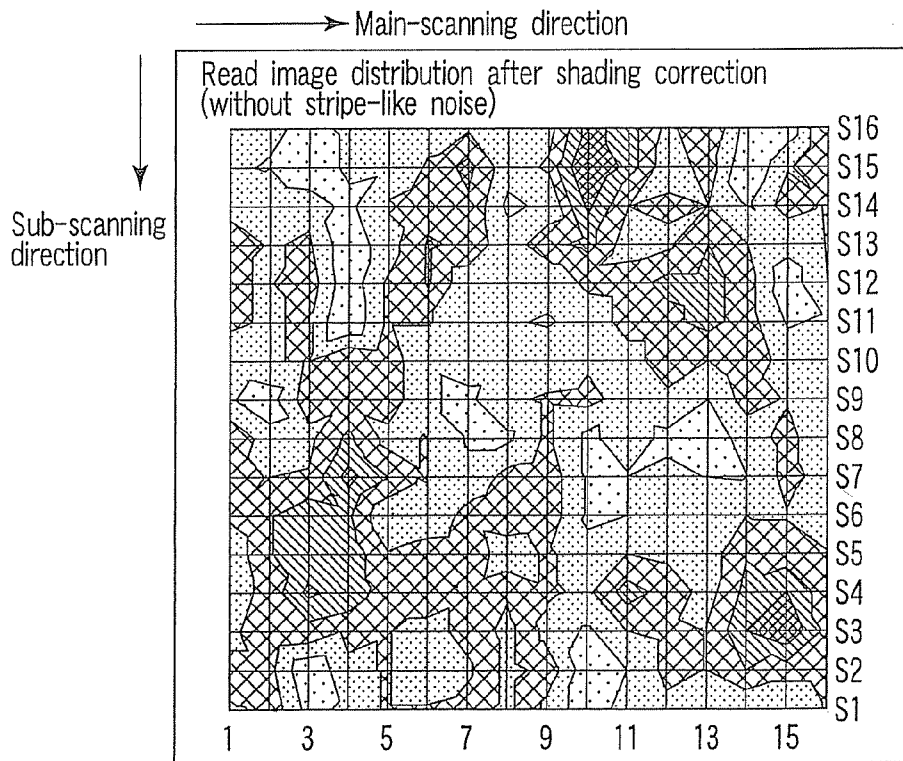 Main-scanning direction
Read image distribution after shading correction
(without stripe-like noise)
Sub-scanning
direction
S16
S15
S14
S13
S12
S11
S10
S9
S8
S7
S6
S5
S4
S3
S2
S1
1 3 5 7 9 11 13 15